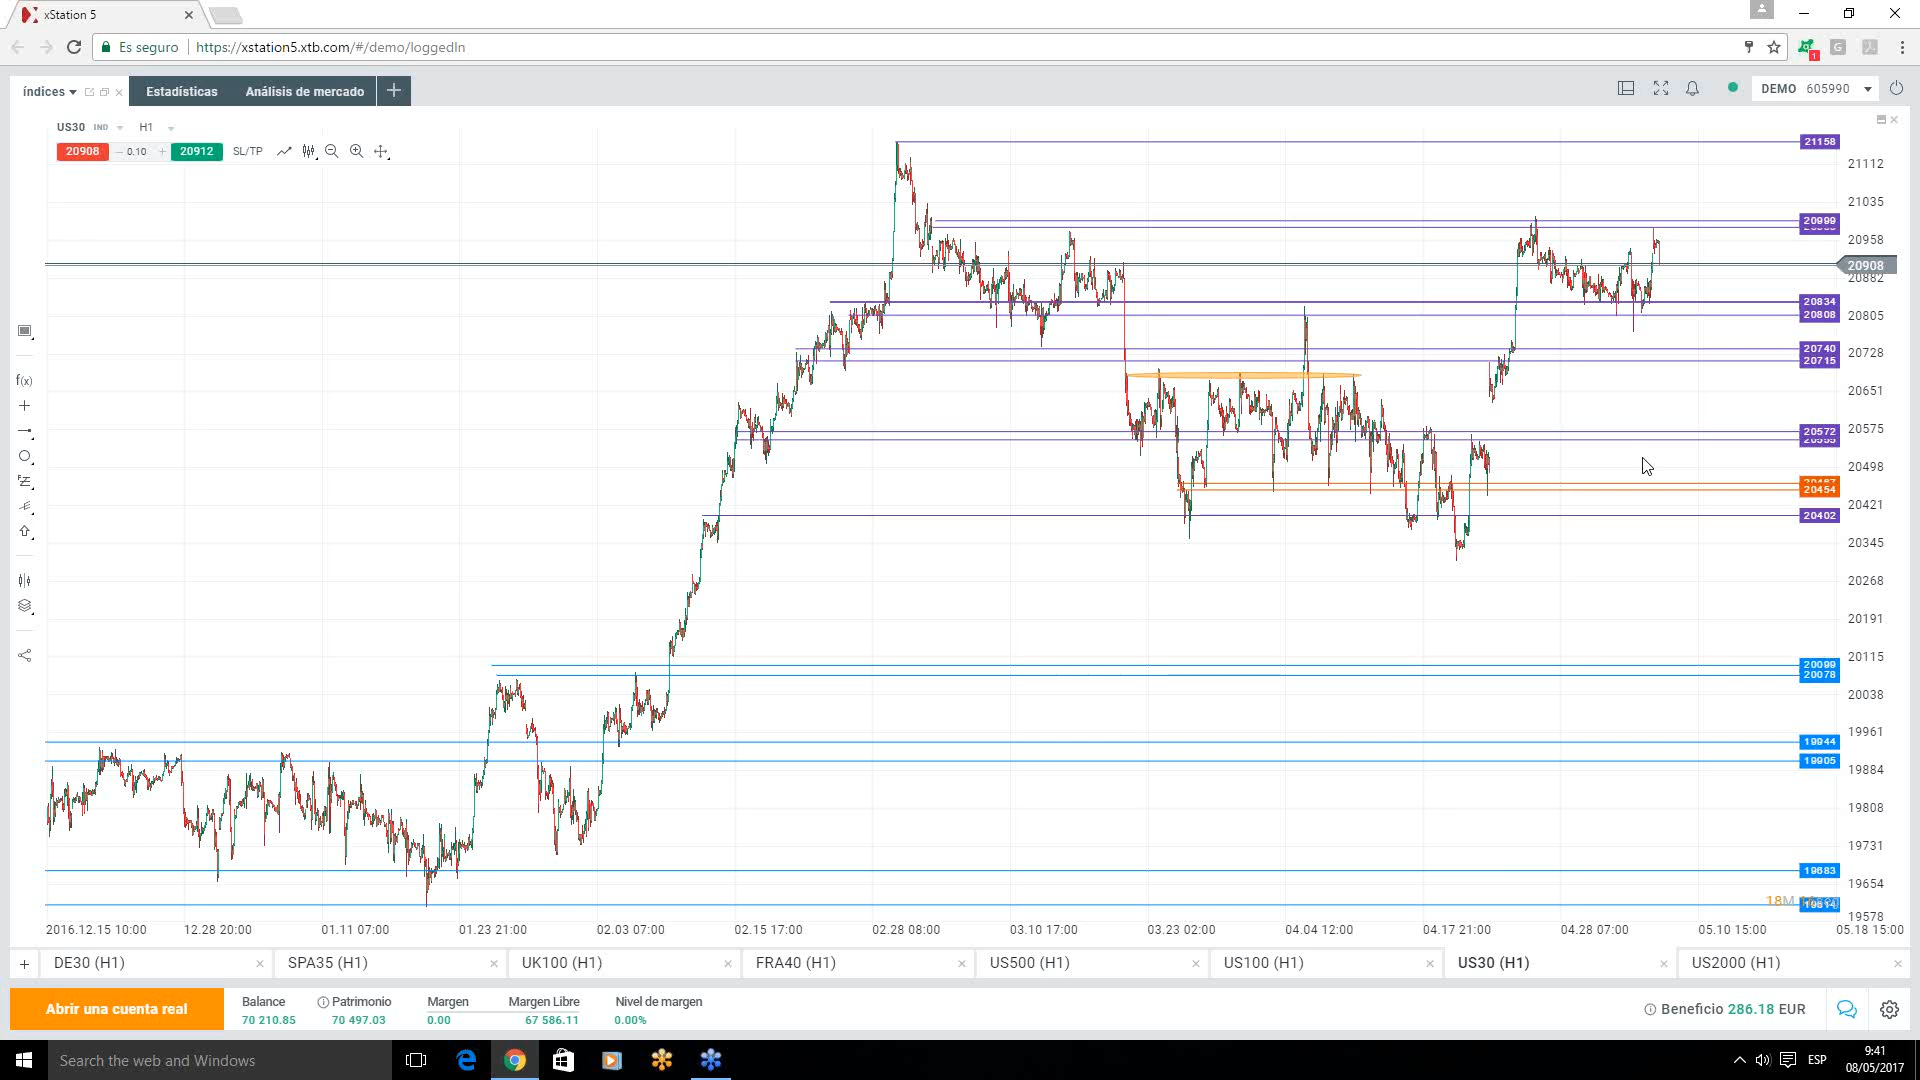 xStation 5
Es seguro https://xstation5.xtb.com/#/demo/loggedIn
índices Estadísticas Análisis de mercado
DEMO 605990
US30 IND H1
20908 0.10 20912 SL/TP
21158
21112
21035
20999
20958
20908
20882
20834
20808
20805
20740
20728
20715
20651
20572
20575
20498
20454
20421
20402
20345
20268
20191
20115
20099
20078
20038
19961
19944
19905
19884
19808
19731
19683
19654
19614
19578
2016.12.15 10:00 12.28 20:00 01.11 07:00 01.23 21:00 02.03 07:00 02.15 17:00 02.28 08:00 03.10 17:00 03.23 02:00 04.04 12:00 04.17 21:00 04.28 07:00 05.10 15:00 05.18 15:00
DE30 (H1) SPA35 (H1) UK100 (H1) FRA40 (H1) US500 (H1) US100 (H1) US30 (H1) US2000 (H1)
Abrir una cuenta real
Balance Patrimonio Margen Margen Libre Nivel de margen
70 210.85 70 497.03 0.00 67 586.11 0.00%
Beneficio 286.18 EUR
Search the web and Windows
ESP
9:41
08/05/2017